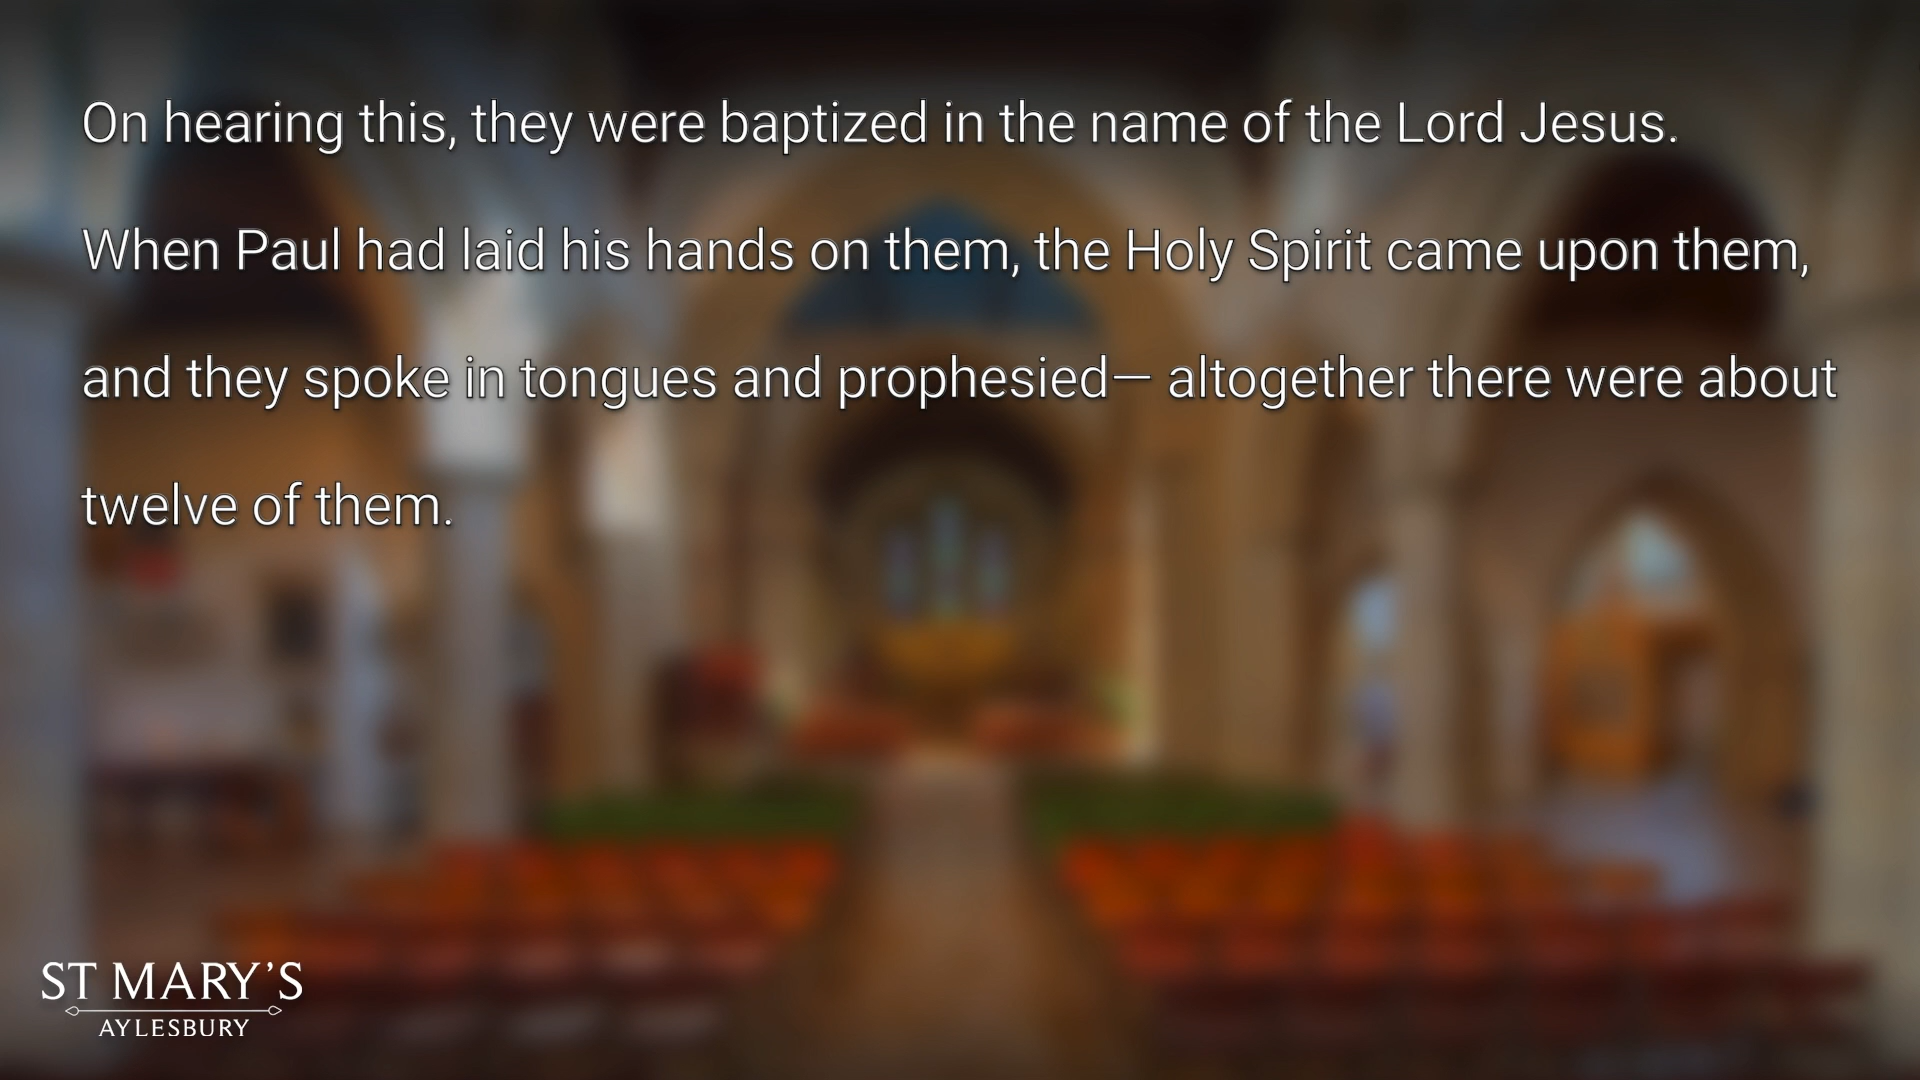 On hearing this, they were baptized in the name of the Lord Jesus.
When Paul had laid his hands on them, the Holy Spirit came upon them,
and they spoke in tongues and prophesied— altogether there were about
twelve of them.
ST MARY'S
AYLESBURY